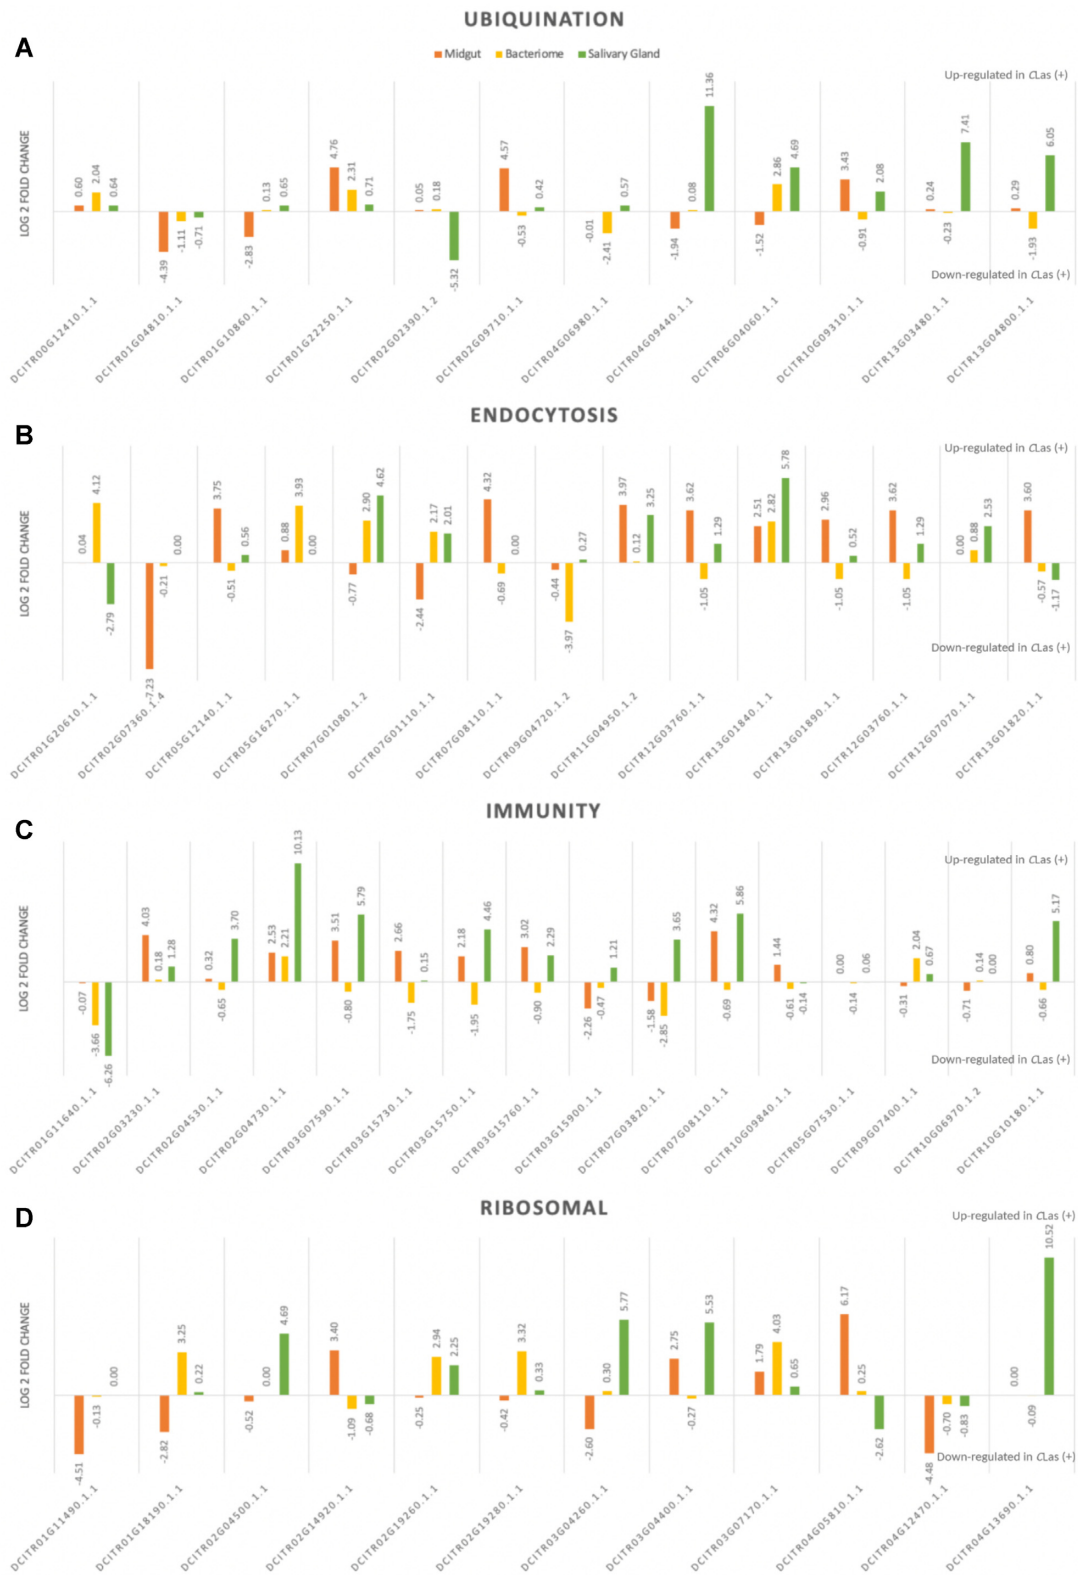 UBIQUINATION
A
Midgut Bacteriome Salivary Gland
Up-regulated in CLas (+)
LOG 2 FOLD CHANGE
0.60 2.04 0.64
-4.39 -1.11 -0.71
-2.83 0.13 0.65
4.76 2.31 0.71
0.05 0.18 -5.32
4.57 -0.53 0.42
-0.01 -2.41 0.57
-1.94 0.08 11.36
-1.52 2.86 4.69
3.43 -0.91 2.08
0.24 -0.23 7.41
0.29 -1.93 6.05
Down-regulated in CLas (+)
DCITR00G12410.1.1
DCITR01G04810.1.1
DCITR01G10860.1.1
DCITR01G22250.1.1
DCITR02G02390.1.2
DCITR02G09710.1.1
DCITR04G06980.1.1
DCITR04G09440.1.1
DCITR06G04060.1.1
DCITR10G09310.1.1
DCITR13G03480.1.1
DCITR13G04800.1.1
ENDOCYTOSIS
B
Up-regulated in CLas (+)
LOG 2 FOLD CHANGE
0.04 4.12 -2.79
-7.23 -0.21 0.00
3.75 -0.51 0.56
0.88 3.93 0.00
-0.77 2.90 4.62
-2.44 2.17 2.01
4.32 -0.69 0.00
-0.44 -3.97 0.27
3.97 0.12 3.25
3.62 -1.05 1.29
2.51 2.82 5.78
2.96 -1.05 0.52
3.62 -1.05 1.29
0.00 0.88 2.53
3.60 -0.57 -1.17
Down-regulated in CLas (+)
DCITR01G20610.1.1
DCITR02G07360.1.4
DCITR05G12140.1.1
DCITR05G16270.1.1
DCITR07G01080.1.2
DCITR07G01110.1.1
DCITR07G08110.1.1
DCITR09G04720.1.2
DCITR11G04950.1.2
DCITR12G03760.1.1
DCITR13G01840.1.1
DCITR13G01890.1.1
DCITR12G03760.1.1
DCITR12G07070.1.1
DCITR13G01820.1.1
IMMUNITY
C
Up-regulated in CLas (+)
LOG 2 FOLD CHANGE
-0.07 -3.66 -6.26
4.03 0.18 1.28
0.32 -0.65 3.70
2.53 2.21 10.13
3.51 -0.80 5.79
2.66 -1.75 0.15
2.18 -1.95 4.46
3.02 -0.90 2.29
-2.26 -0.47 1.21
-1.58 -2.85 3.65
4.32 -0.69 5.86
1.44 -0.61 -0.14
0.00 -0.14 0.06
-0.31 2.04 0.67
-0.71 0.14 0.00
0.80 -0.66 5.17
Down-regulated in CLas (+)
DCITR01G11640.1.1
DCITR02G03230.1.1
DCITR02G04530.1.1
DCITR02G04730.1.1
DCITR03G07590.1.1
DCITR03G15730.1.1
DCITR03G15750.1.1
DCITR03G15760.1.1
DCITR03G15900.1.1
DCITR07G03820.1.1
DCITR07G08110.1.1
DCITR10G09840.1.1
DCITR05G07530.1.1
DCITR09G07400.1.1
DCITR10G06970.1.2
DCITR10G10180.1.1
RIBOSOMAL
D
Up-regulated in CLas (+)
LOG 2 FOLD CHANGE
-4.51 -0.13 0.00
-2.82 3.25 0.22
-0.52 0.00 4.69
3.40 -1.09 -0.68
-0.25 2.94 2.25
-0.42 3.32 0.33
-2.60 0.30 5.77
2.75 -0.27 5.53
1.79 4.03 0.65
6.17 0.25 -2.62
-4.48 -0.70 -0.83
0.00 -0.09 10.52
Down-regulated in CLas (+)
DCITR01G11490.1.1
DCITR01G18190.1.1
DCITR02G04500.1.1
DCITR02G14920.1.1
DCITR02G19260.1.1
DCITR02G19280.1.1
DCITR03G04260.1.1
DCITR03G04400.1.1
DCITR03G07170.1.1
DCITR04G05810.1.1
DCITR04G12470.1.1
DCITR04G13690.1.1